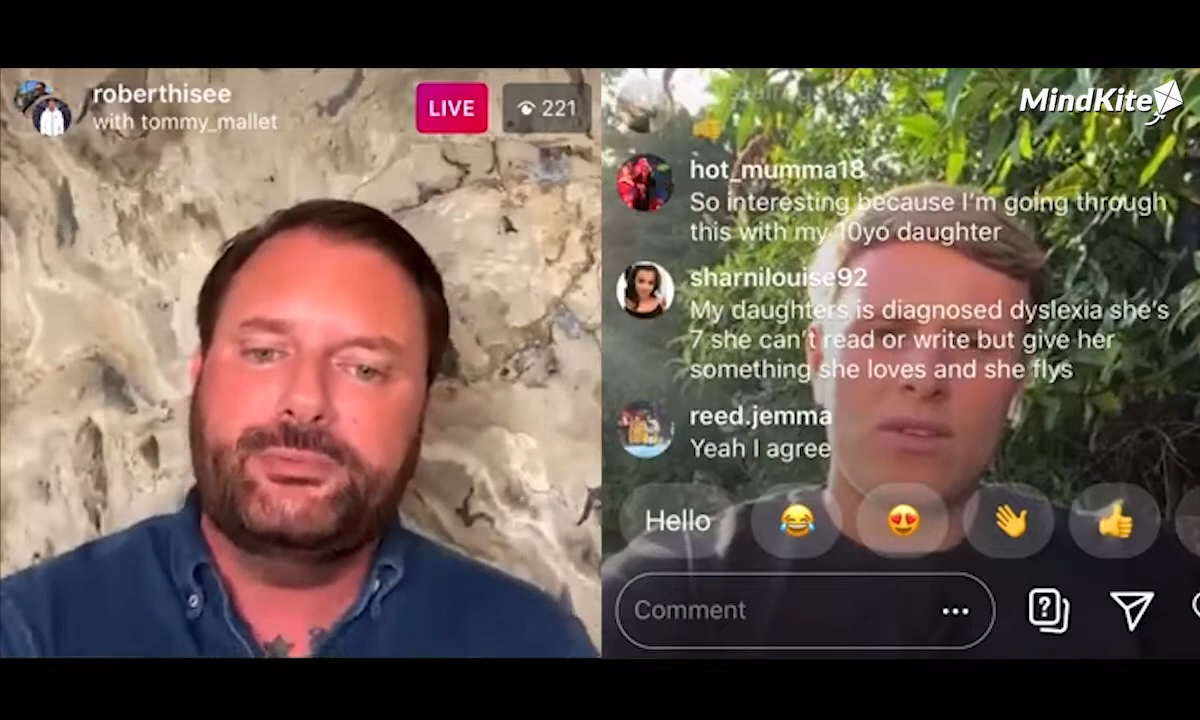 roberthisee
with tommy_mallet
LIVE
221
MindKite
hot_mumma18
So interesting because I'm going through
this with my 10yo daughter
sharnilouise92
My daughters is diagnosed dyslexia she's
7 she can't read or write but give her
something she loves and she flys
reed.jemma
Yeah I agree
Hello
Comment